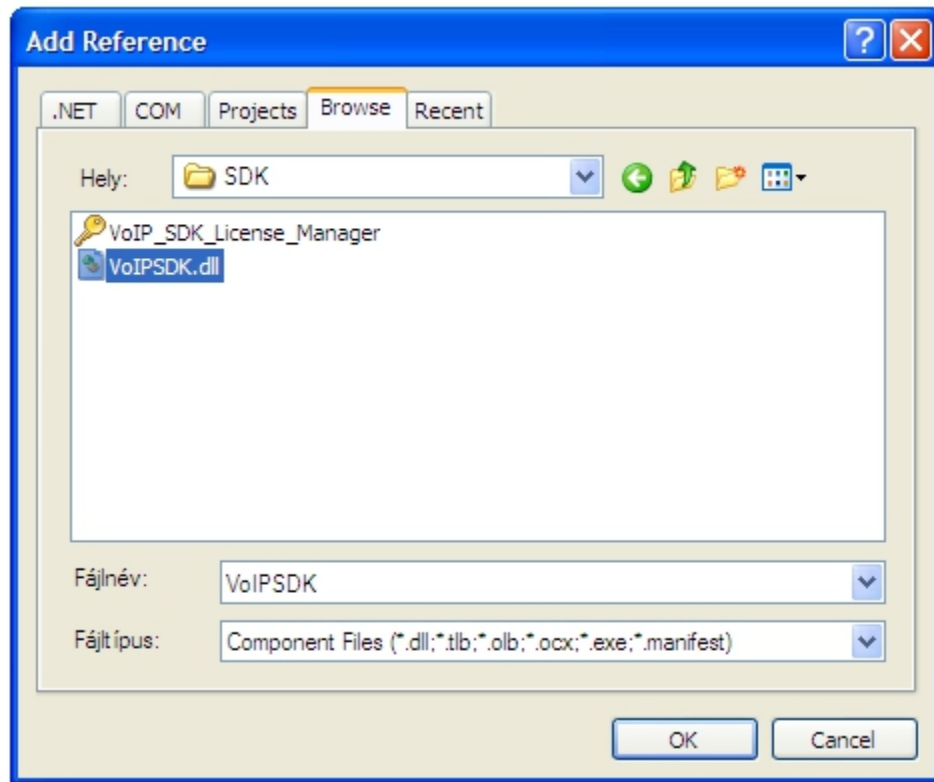 Add Reference
.NET COM Projects Browse Recent
Hely: SDK
VoIP_SDK_License_Manager
VoIPSDK.dll
Fájlnév: VoIPSDK
Fájltípus: Component Files (*.dll;*.tlb;*.olb;*.ocx;*.exe;*.manifest)
OK Cancel